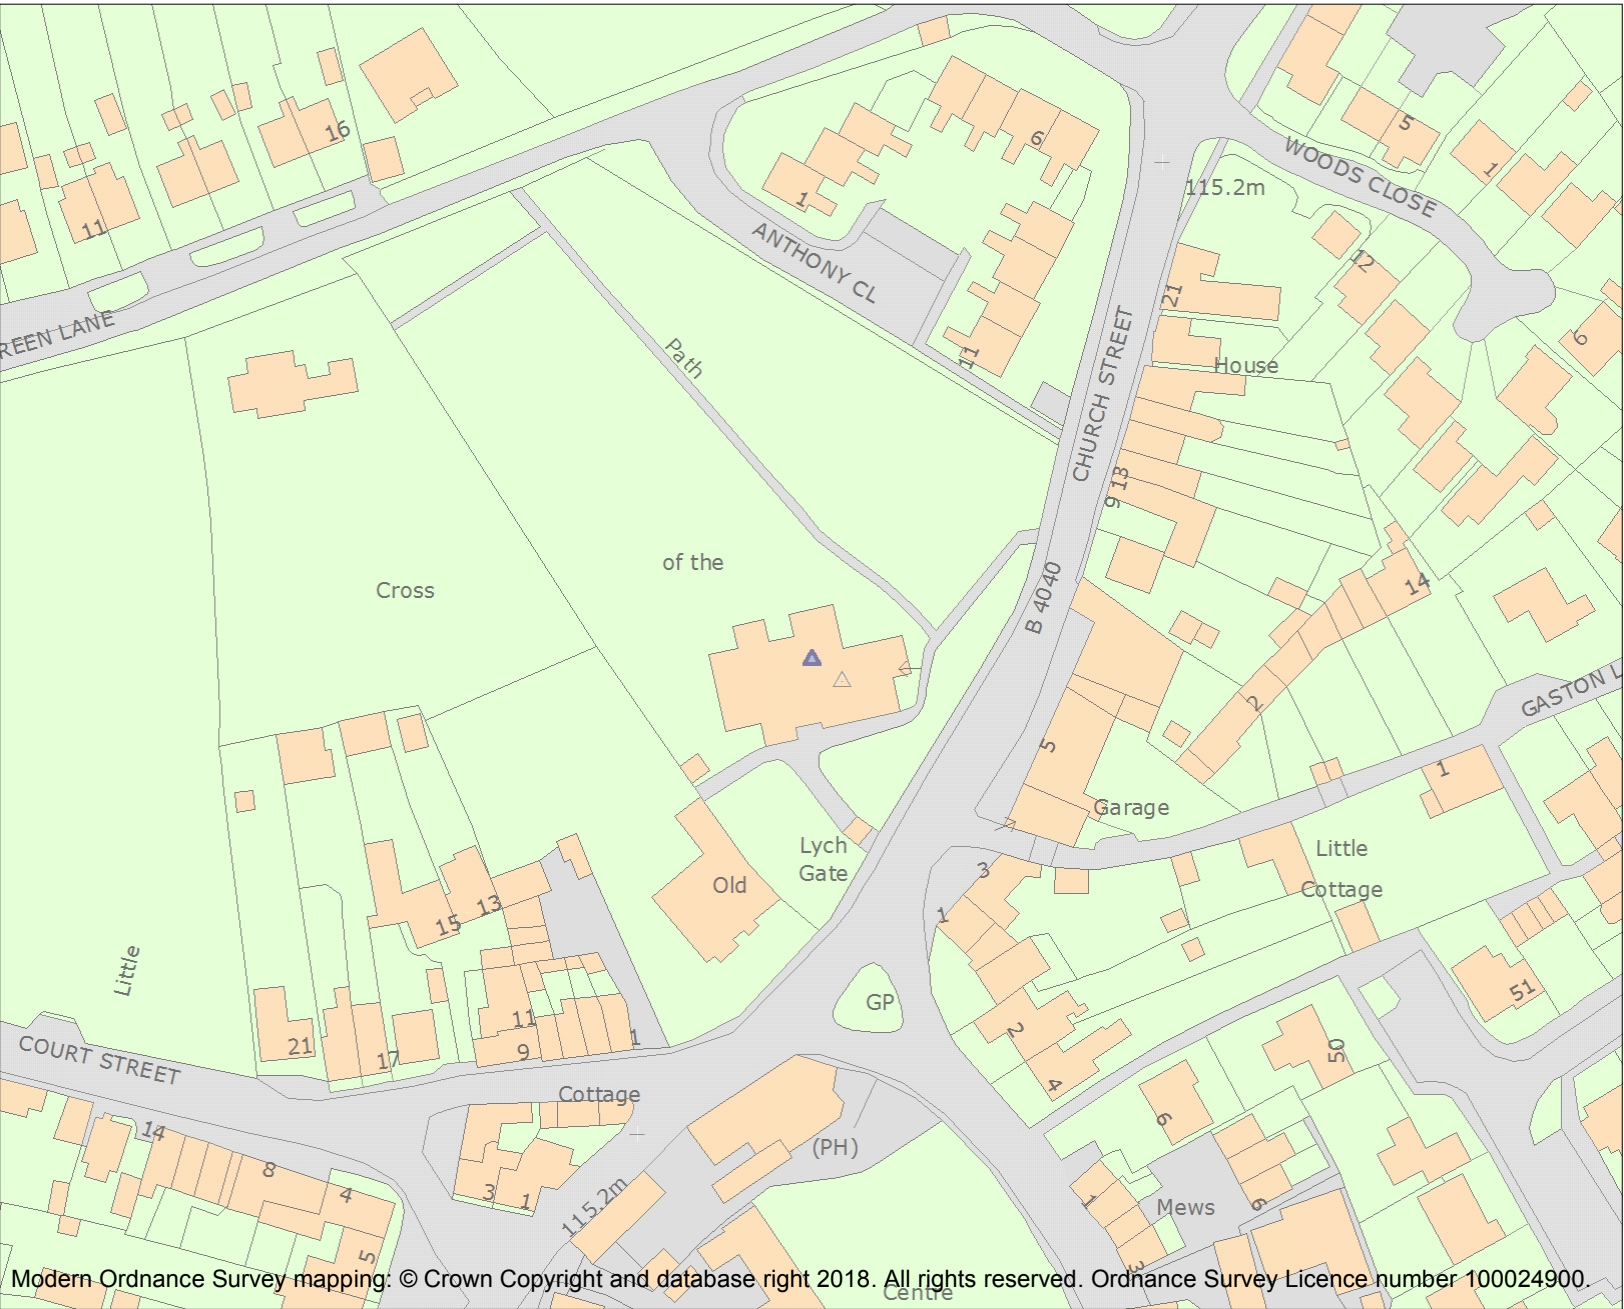 16
11
6
1
5
1
WOODS CLOSE
115.2m
12
6
ANTHONY CL
REEN LANE
21
11
House
Path
CHURCH STREET
9 13
of the
Cross
B 4040
14
2
GASTON L
5
1
Garage
Lych
Gate
Little
Cottage
Old
3
1
15
13
Little
GP
51
11
9
1
21
17
COURT STREET
2
4
50
6
Cottage
14
8
4
3
1
(PH)
115.2m
Mews
1
3
6
5
Centre
Modern Ordnance Survey mapping: © Crown Copyright and database right 2018. All rights reserved. Ordnance Survey Licence number 100024900.